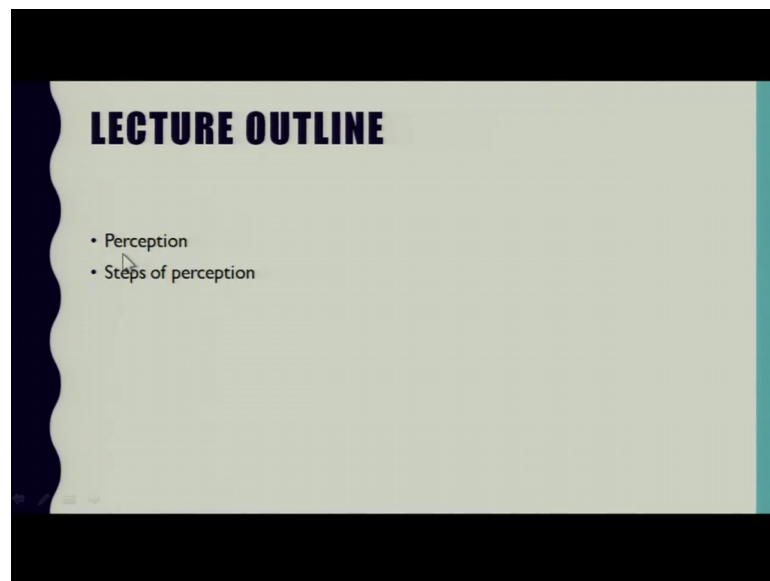 LECTURE OUTLINE
• Perception
• Steps of perception